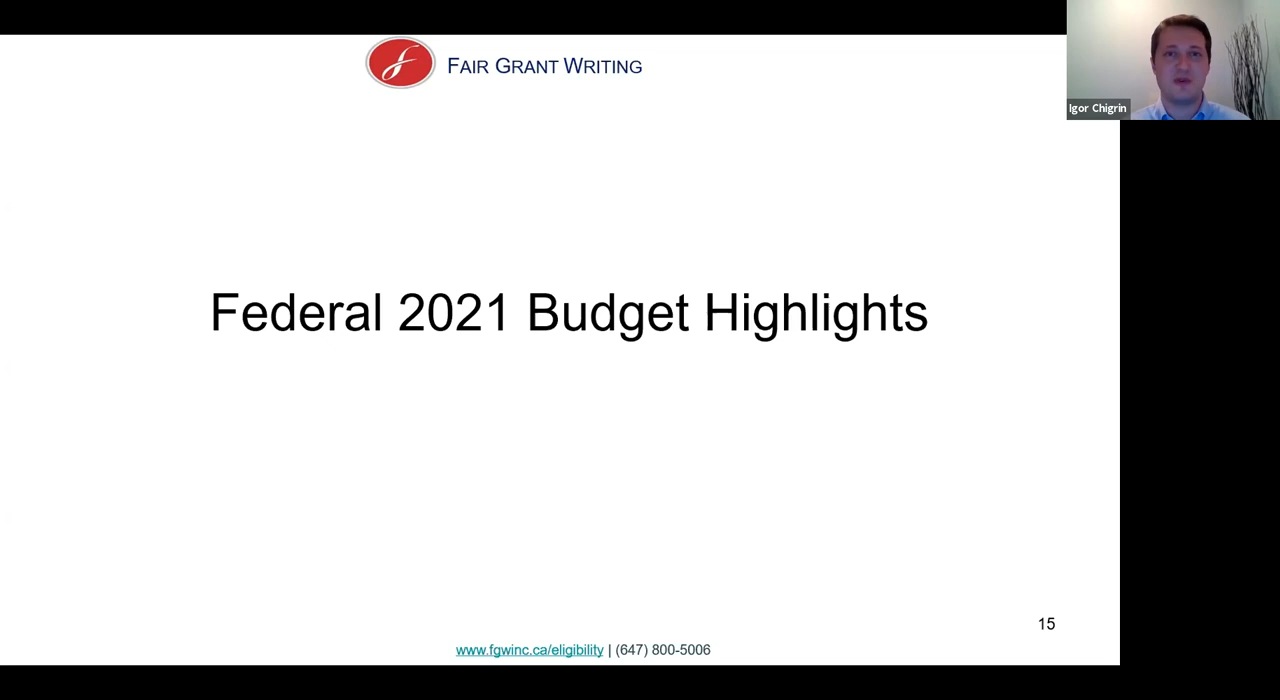 FAIR GRANT WRITING
Igor Chigrin
Federal 2021 Budget Highlights
15
www.fgwinc.ca/eligibility | (647) 800-5006